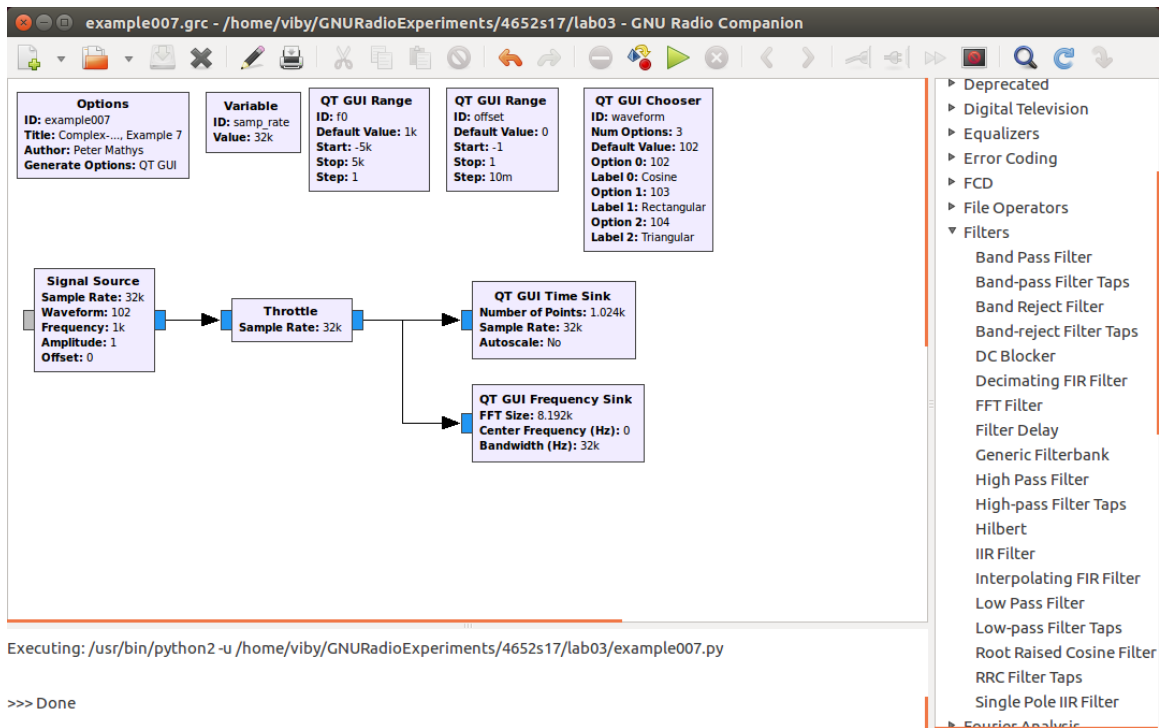 example007.grc - /home/viby/GNURadioExperiments/4652s17/lab03 - GNU Radio Companion
Options
ID: example007
Title: Complex-..., Example 7
Author: Peter Mathys
Generate Options: QT GUI
Variable
ID: samp_rate
Value: 32k
QT GUI Range
ID: f0
Default Value: 1k
Start: -5k
Stop: 5k
Step: 1
QT GUI Range
ID: offset
Default Value: 0
Start: -1
Stop: 1
Step: 10m
QT GUI Chooser
ID: waveform
Num Options: 3
Default Value: 102
Option 0: 102
Label 0: Cosine
Option 1: 103
Label 1: Rectangular
Option 2: 104
Label 2: Triangular
Signal Source
Sample Rate: 32k
Waveform: 102
Frequency: 1k
Amplitude: 1
Offset: 0
Throttle
Sample Rate: 32k
QT GUI Time Sink
Number of Points: 1.024k
Sample Rate: 32k
Autoscale: No
QT GUI Frequency Sink
FFT Size: 8.192k
Center Frequency (Hz): 0
Bandwidth (Hz): 32k
Deprecated
Digital Television
Equalizers
Error Coding
FCD
File Operators
Filters
Band Pass Filter
Band-pass Filter Taps
Band Reject Filter
Band-reject Filter Taps
DC Blocker
Decimating FIR Filter
FFT Filter
Filter Delay
Generic Filterbank
High Pass Filter
High-pass Filter Taps
Hilbert
IIR Filter
Interpolating FIR Filter
Low Pass Filter
Low-pass Filter Taps
Root Raised Cosine Filter
RRC Filter Taps
Single Pole IIR Filter
Fourier Analysis
Executing: /usr/bin/python2 -u /home/viby/GNURadioExperiments/4652s17/lab03/example007.py
>>> Done